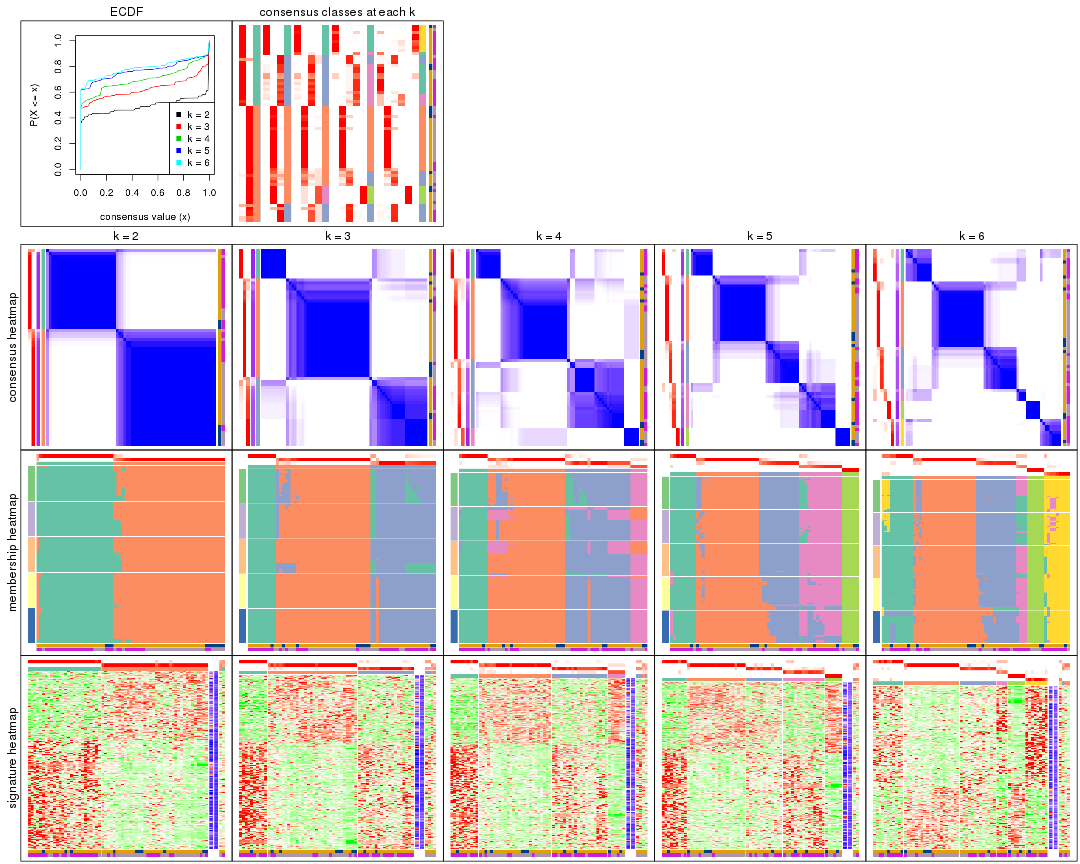 ECDF
consensus classes at each k
P(X <= x)
0.0
0.2
0.4
0.6
0.8
1.0
k = 2
k = 3
k = 4
k = 5
k = 6
0.0 0.2 0.4 0.6 0.8 1.0
consensus value (x)
k = 2
k = 3
k = 4
k = 5
k = 6
consensus heatmap
membership heatmap
signature heatmap